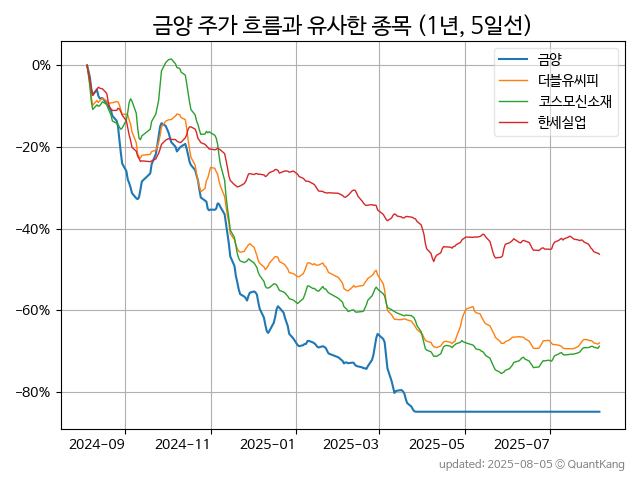 금양 주가 흐름과 유사한 종목 (1년, 5일선)
금양
더블유씨피
코스모신소재
한세실업
0%
−20%
−40%
−60%
−80%
2024-09 2024-11 2025-01 2025-03 2025-05 2025-07
updated: 2025-08-05 © QuantKang